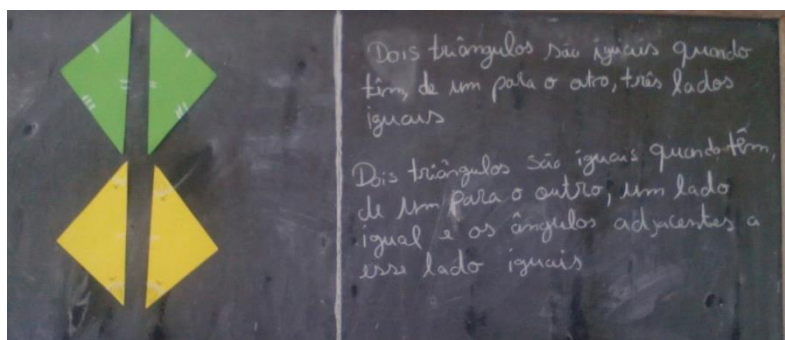 Dois triângulos são iguais quando
têm, de um para o outro, três lados
iguais
Dois triângulos são iguais quando têm,
de um para o outro, um lado
igual e os ângulos adjacentes a
esse lado iguais